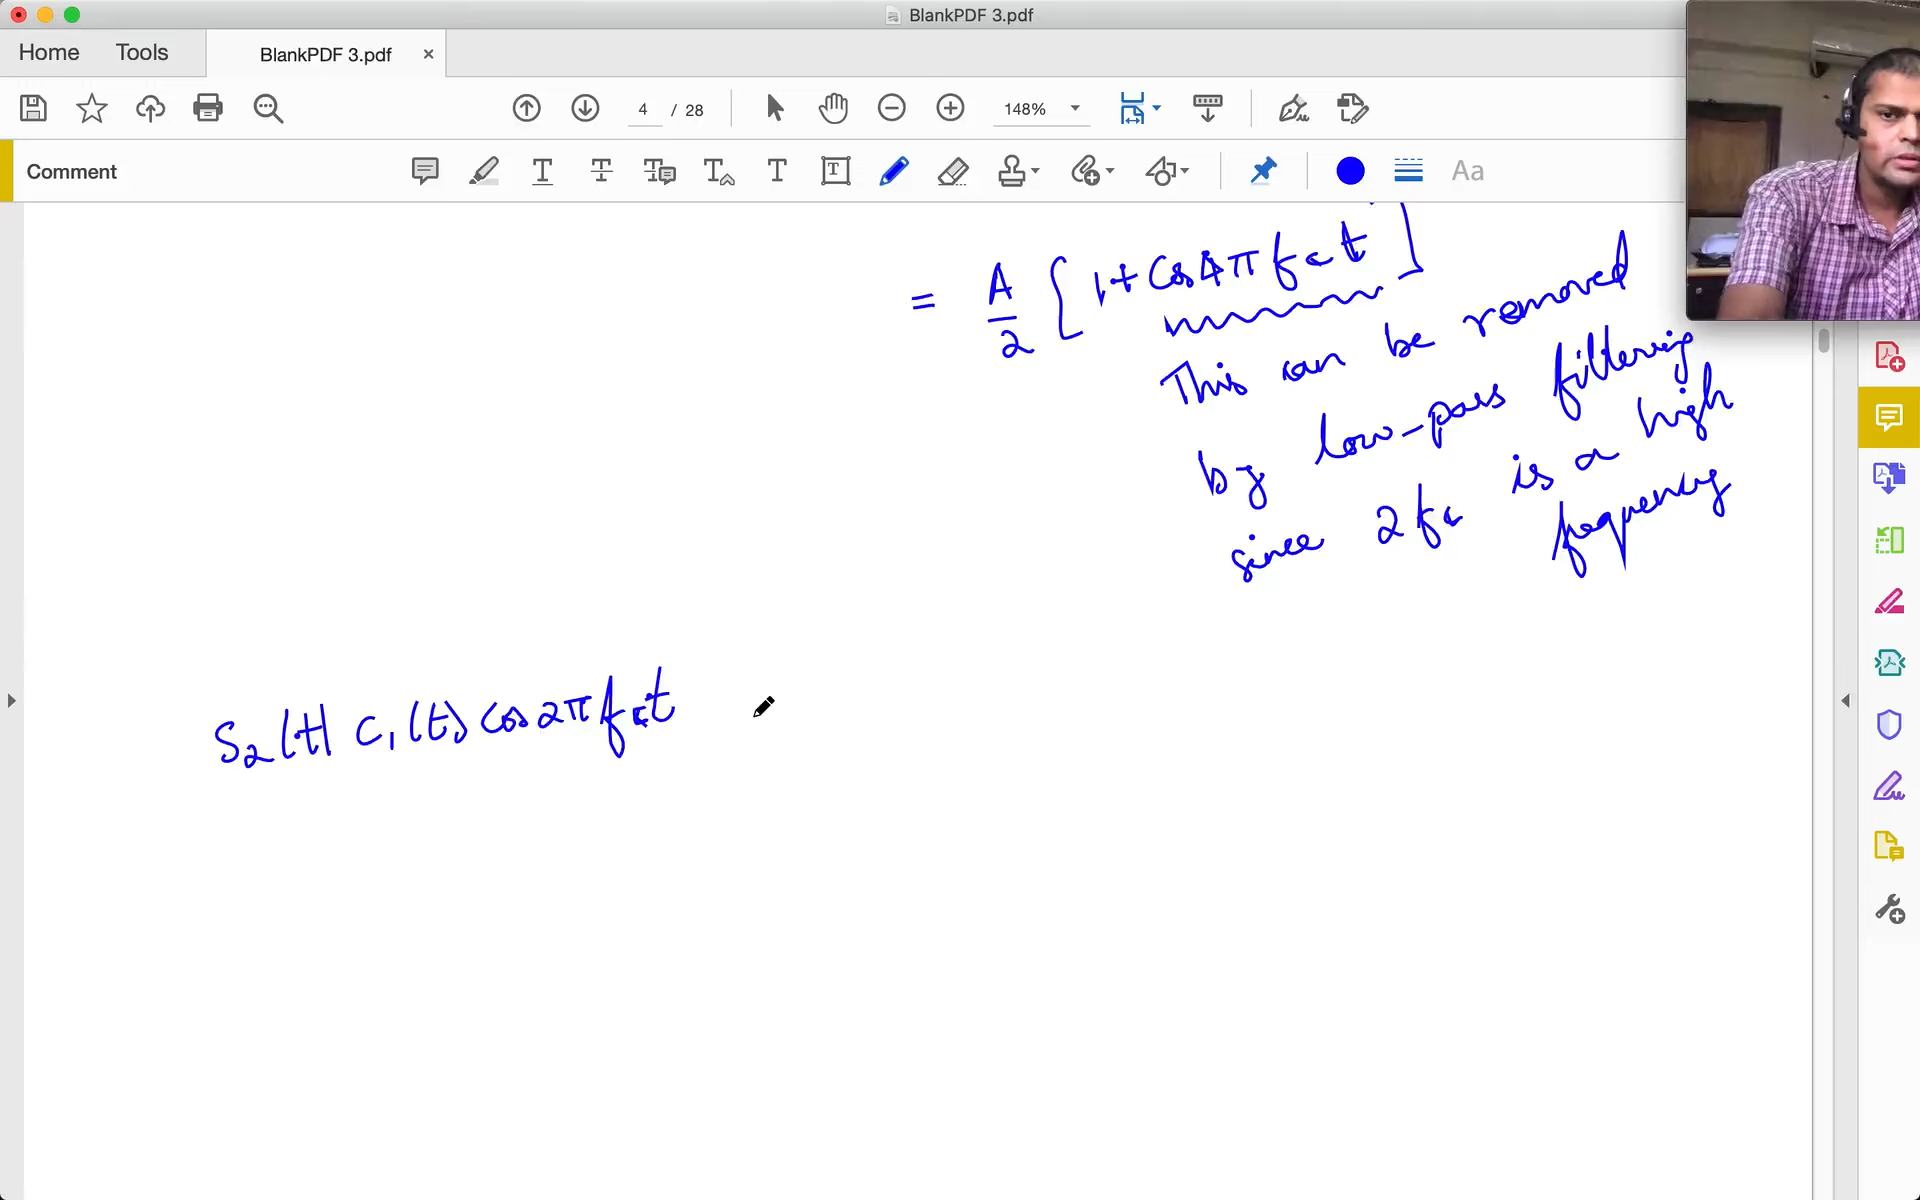 BlankPDF 3.pdf
Home Tools BlankPDF 3.pdf ×
4 / 28 148%
Comment Aa
= A/2 [1 + cos 4π fc t]
This can be removed
by low-pass filtering
since 2fc is a high
frequency
S₂(t) C₁(t) cos 2π fc t